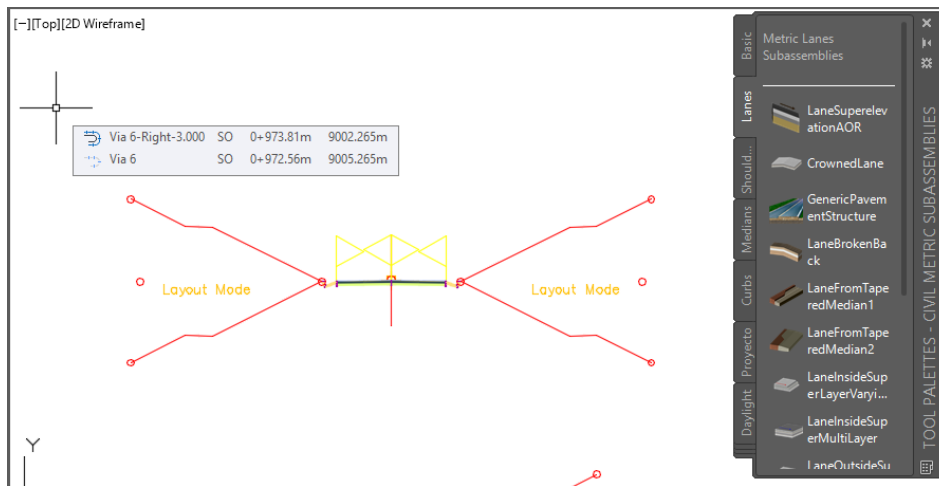 [−][Top][2D Wireframe]
Via 6-Right-3.000 SO 0+973.81m 9002.265m
Via 6 SO 0+972.56m 9005.265m
Layout Mode
Layout Mode
Y
Basic
Lanes
Should...
Medians
Curbs
Proyecto
Daylight
Metric Lanes
Subassemblies
LaneSuperelev
ationAOR
CrownedLane
GenericPavem
entStructure
LaneBrokenBa
ck
LaneFromTape
redMedian1
LaneFromTape
redMedian2
LaneInsideSup
erLayerVaryi...
LaneInsideSup
erMultiLayer
LaneOutsideSu
TOOL PALETTES - CIVIL METRIC SUBASSEMBLIES